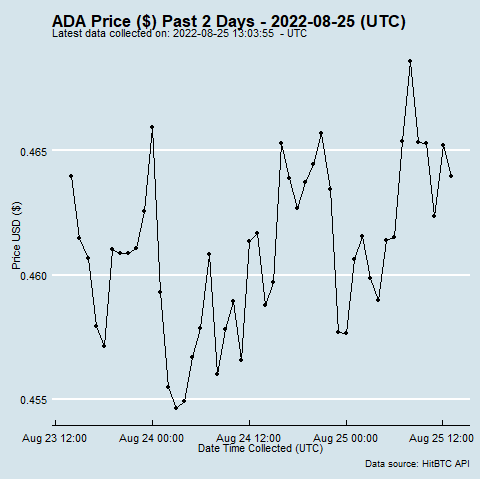 ADA Price ($) Past 2 Days - 2022-08-25 (UTC)
Latest data collected on: 2022-08-25 13:03:55 - UTC
0.465
0.460
0.455
Price USD ($)
Aug 23 12:00 Aug 24 00:00 Aug 24 12:00 Aug 25 00:00 Aug 25 12:00
Date Time Collected (UTC)
Data source: HitBTC API